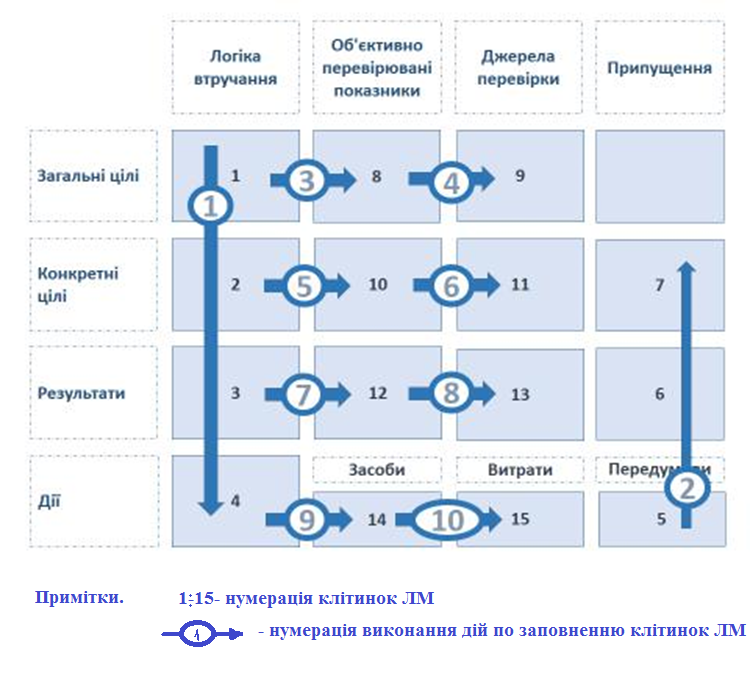 Логіка
втручання
Об'єктивно
перевірювані
показники
Джерела
перевірки
Припущення
Загальні цілі
1
1
3
8
4
9
Конкретні
цілі
2
5
10
6
11
7
Результати
3
7
12
8
13
6
Засоби
Витрати
Дії
4
9
14
10
15
2
5
Примітки.
1÷15- нумерація клітинок ЛМ
1
- нумерація виконання дій по заповненню клітинок ЛМ